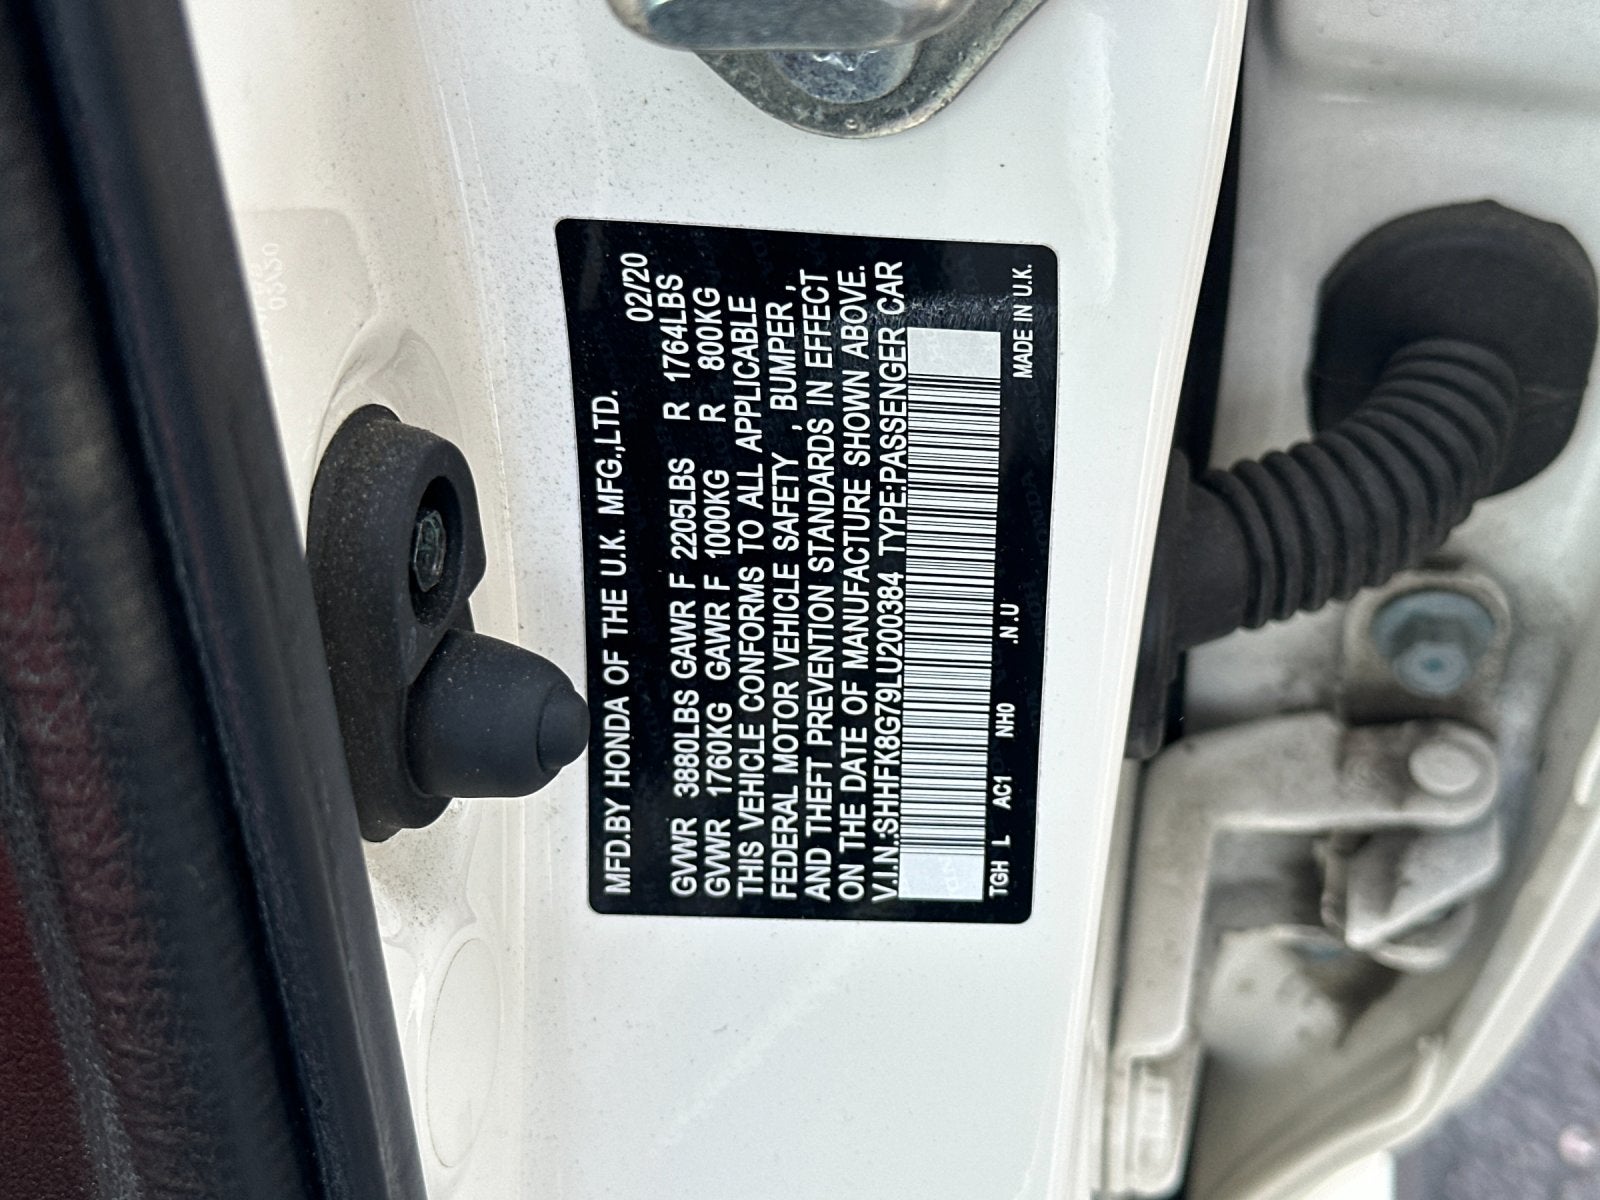 MFD.BY HONDA OF THE U.K. MFG.,LTD.
02/'20
GVWR 3880LBS GAWR F 2205LBS R 1764LBS
GVWR 1760KG GAWR F 1000KG R 800KG
THIS VEHICLE CONFORMS TO ALL APPLICABLE
FEDERAL MOTOR VEHICLE SAFETY , BUMPER ,
AND THEFT PREVENTION STANDARDS IN EFFECT
ON THE DATE OF MANUFACTURE SHOWN ABOVE.
V.I.N.:SHHFK8G79LU200384 TYPE:PASSENGER CAR
TGH L AC1 NH0 .N.U MADE IN U.K.